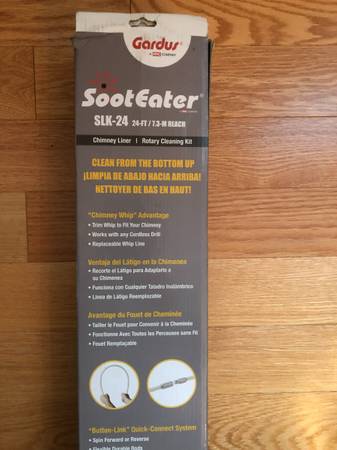 Gardus®
SootEater®
SLK-24 24-FT / 7.3-M REACH
Chimney Liner | Rotary Cleaning Kit
CLEAN FROM THE BOTTOM UP
¡LIMPIA DE ABAJO HACIA ARRIBA!
NETTOYER DE BAS EN HAUT!
"Chimney Whip" Advantage
• Trim Whip to Fit Your Chimney
• Works with any Cordless Drill
• Replaceable Whip Line
Ventaja del Látigo en la Chimenea
• Recorte el Látigo para Adaptarlo a
su Chimenea
• Funciona con Cualquier Taladro Inalámbrico
• Línea de Látigo Reemplazable
Avantage du Fouet de Cheminée
• Tailler le Fouet pour Convenir à la Cheminée
• Fonctionne Avec Toutes les Perceuses sans Fil
• Fouet Remplaçable
"Button-Link" Quick-Connect System
• Spin Forward or Reverse
• Flexible Durable Rods